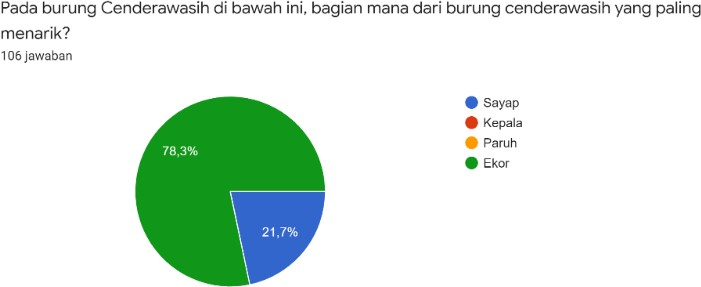 Pada burung Cenderawasih di bawah ini, bagian mana dari burung cenderawasih yang paling
menarik?
106 jawaban
Sayap
Kepala
Paruh
Ekor
78,3%
21,7%